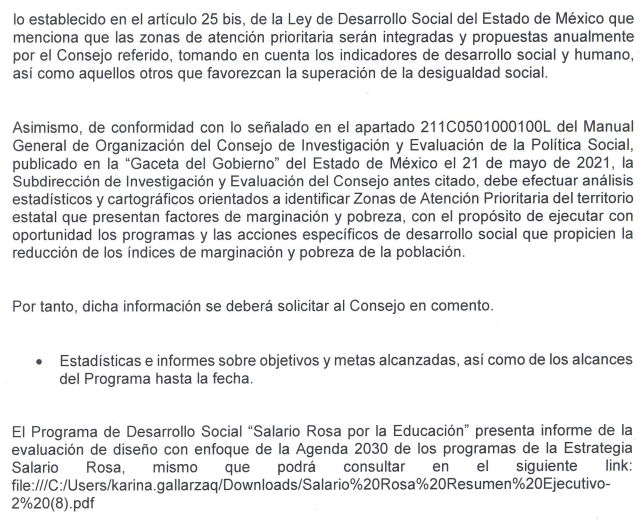 lo establecido en el artículo 25 bis, de la Ley de Desarrollo Social del Estado de México que
menciona que las zonas de atención prioritaria serán integradas y propuestas anualmente
por el Consejo referido, tomando en cuenta los indicadores de desarrollo social y humano,
así como aquellos otros que favorezcan la superación de la desigualdad social.
Asimismo, de conformidad con lo señalado en el apartado 211C0501000100L del Manual
General de Organización del Consejo de Investigación y Evaluación de la Política Social,
publicado en la “Gaceta del Gobierno” del Estado de México el 21 de mayo de 2021, la
Subdirección de Investigación y Evaluación del Consejo antes citado, debe efectuar análisis
estadísticos y cartográficos orientados a identificar Zonas de Atención Prioritaria del territorio
estatal que presentan factores de marginación y pobreza, con el propósito de ejecutar con
oportunidad los programas y las acciones específicos de desarrollo social que propicien la
reducción de los índices de marginación y pobreza de la población.
Por tanto, dicha información se deberá solicitar al Consejo en comento.
• Estadísticas e informes sobre objetivos y metas alcanzadas, así como de los alcances
del Programa hasta la fecha.
El Programa de Desarrollo Social “Salario Rosa por la Educación” presenta informe de la
evaluación de diseño con enfoque de la Agenda 2030 de los programas de la Estrategia
Salario Rosa, mismo que podrá consultar en el siguiente link:
file:///C:/Users/karina.gallarzaq/Downloads/Salario%20Rosa%20Resumen%20Ejecutivo-
2%20(8).pdf